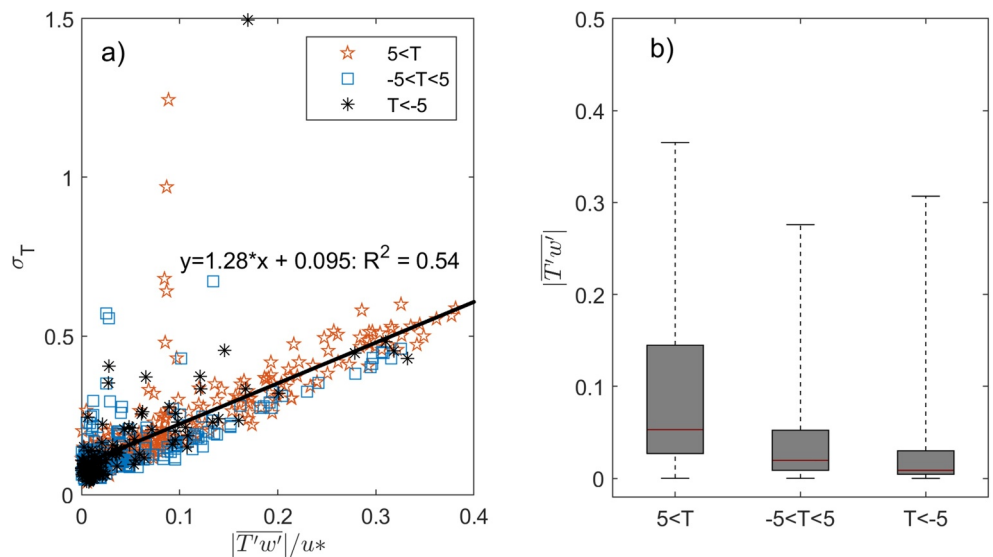 a)
5<T
-5<T<5
T<-5
y=1.28*x + 0.095: R² = 0.54
σ_T
1.5
1
0.5
0
0 0.1 0.2 0.3 0.4
|T'w'|/u*
b)
|T'w'|
0.5
0.4
0.3
0.2
0.1
0
5<T -5<T<5 T<-5